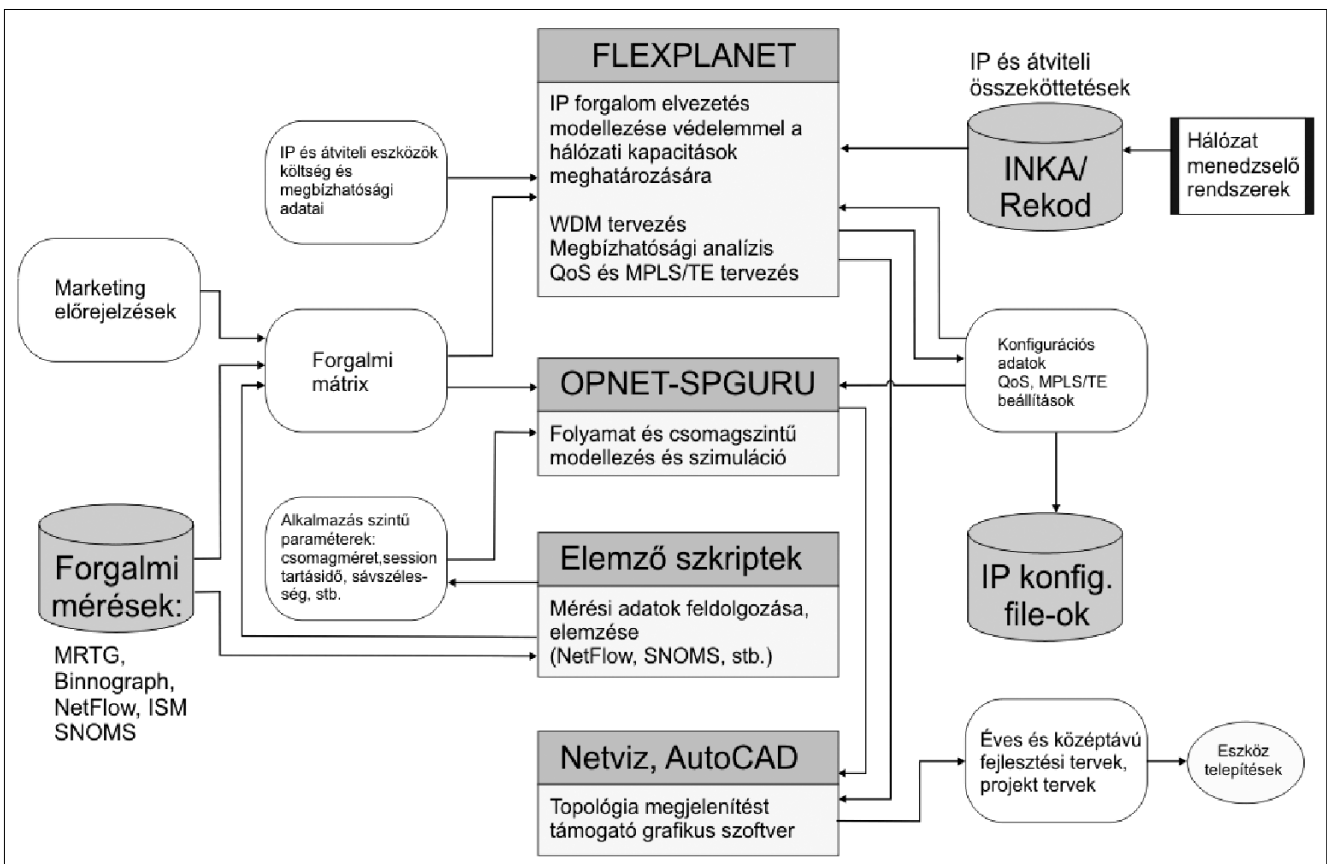 FLEXPLANET
IP forgalom elvezetés
modellezése védelemmel a
hálózati kapacitások
meghatározására
WDM tervezés
Megbízhatósági analízis
QoS és MPLS/TE tervezés
IP és átviteli
összeköttetések
INKA/
Rekod
Hálózat
menedzselő
rendszerek
IP és átviteli eszközök
költség és
megbízhatósági
adatai
Marketing
előrejelzések
Forgalmi
mátrix
OPNET-SPGURU
Folyamat és csomagszintű
modellezés és szimuláció
Konfigurációs
adatok
QoS, MPLS/TE
beállítások
Forgalmi
mérések:
MRTG,
Binnograph,
NetFlow, ISM
SNOMS
Alkalmazás szintű
paraméterek:
csomagméret,session
tartásidő, sávszéles-
ség, stb.
Elemző szkriptek
Mérési adatok feldolgozása,
elemzése
(NetFlow, SNOMS, stb.)
IP konfig.
file-ok
Netviz, AutoCAD
Topológia megjelenítést
támogató grafikus szoftver
Éves és középtávú
fejlesztési tervek,
projekt tervek
Eszköz
telepítések